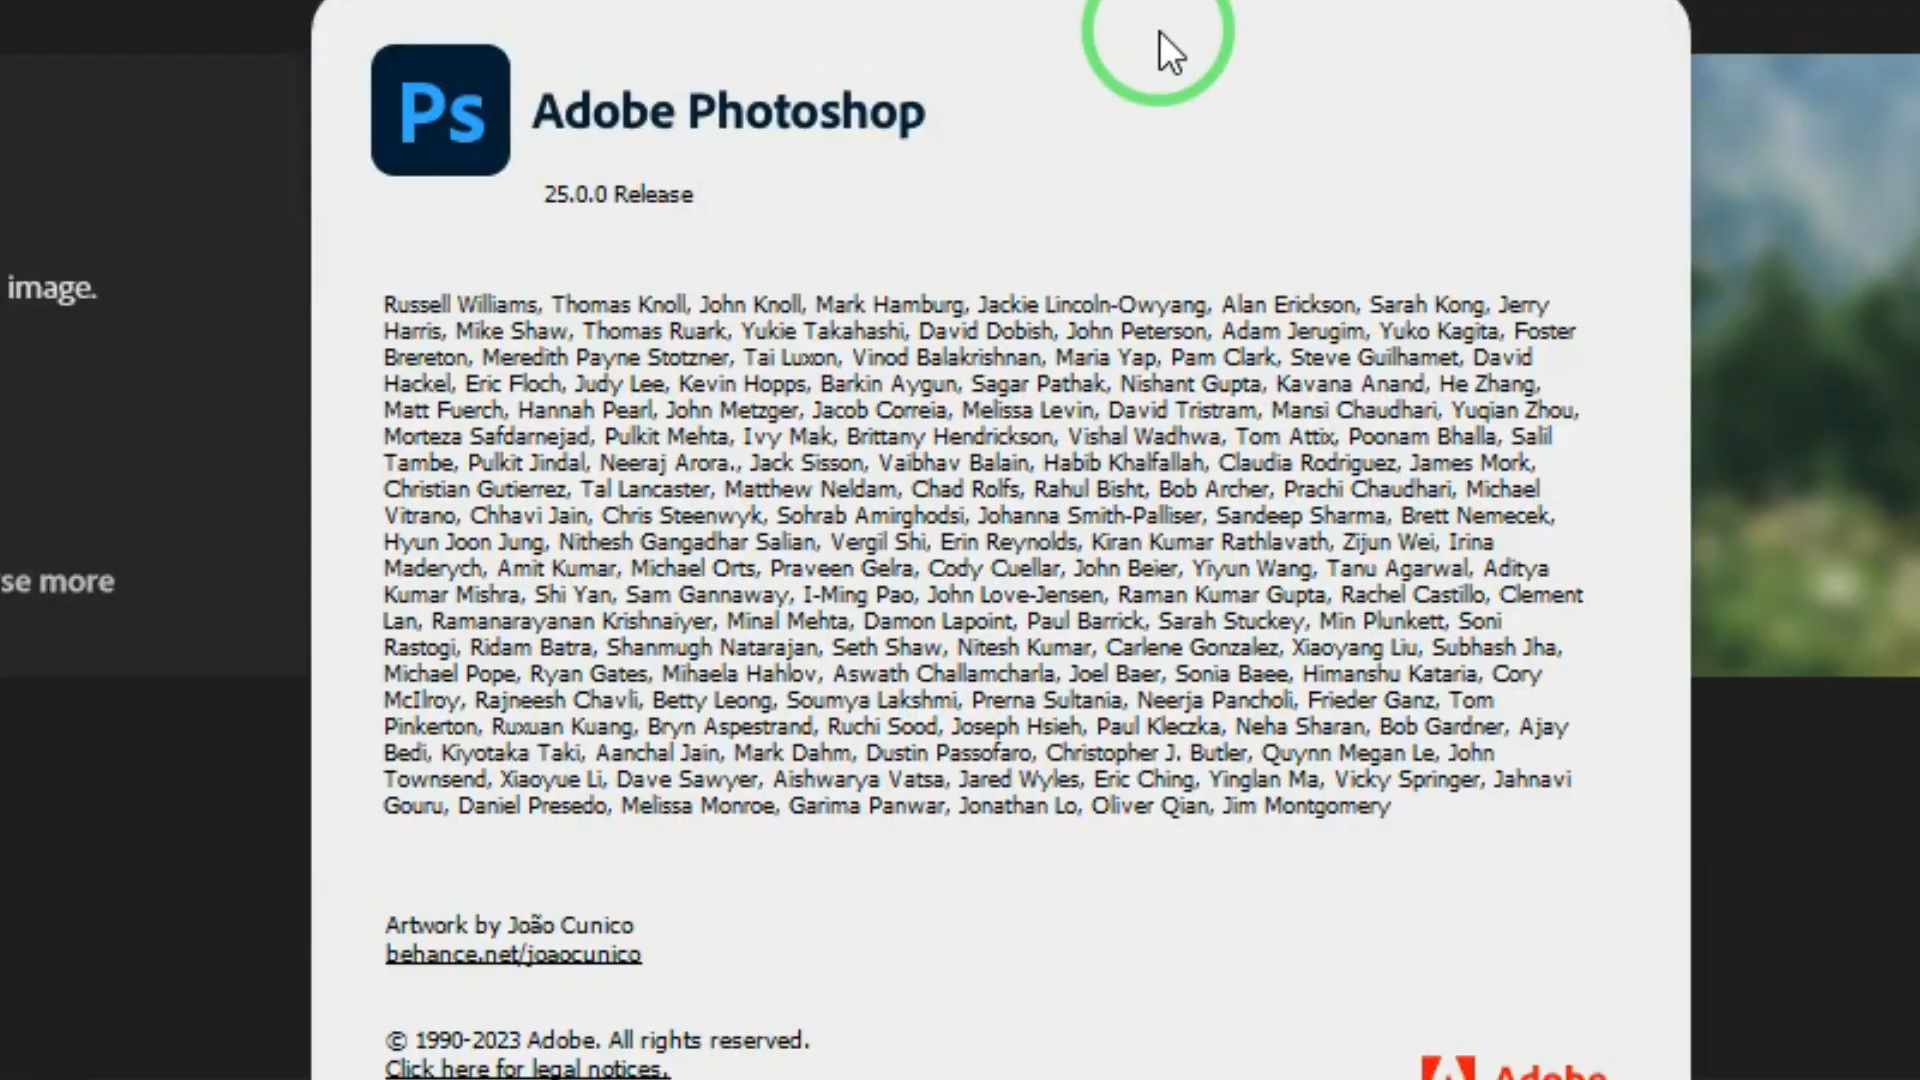 Ps
Adobe Photoshop
25.0.0 Release
image.
se more
Russell Williams, Thomas Knoll, John Knoll, Mark Hamburg, Jackie Lincoln-Owyang, Alan Erickson, Sarah Kong, Jerry
Harris, Mike Shaw, Thomas Ruark, Yukie Takahashi, David Dobish, John Peterson, Adam Jerugim, Yuko Kagita, Foster
Brereton, Meredith Payne Stotzner, Tai Luxon, Vinod Balakrishnan, Maria Yap, Pam Clark, Steve Guilhamet, David
Hackel, Eric Floch, Judy Lee, Kevin Hopps, Barkin Aygun, Sagar Pathak, Nishant Gupta, Kavana Anand, He Zhang,
Matt Fuerch, Hannah Pearl, John Metzger, Jacob Correia, Melissa Levin, David Tristram, Mansi Chaudhari, Yuqian Zhou,
Morteza Safdarnejad, Pulkit Mehta, Ivy Mak, Brittany Hendrickson, Vishal Wadhwa, Tom Attix, Poonam Bhalla, Salil
Tambe, Pulkit Jindal, Neeraj Arora., Jack Sisson, Vaibhav Balain, Habib Khalfallah, Claudia Rodriguez, James Mork,
Christian Gutierrez, Tal Lancaster, Matthew Neldam, Chad Rolfs, Rahul Bisht, Bob Archer, Prachi Chaudhari, Michael
Vitrano, Chhavi Jain, Chris Steenwyk, Sohrab Amirghodsi, Johanna Smith-Palliser, Sandeep Sharma, Brett Nemecek,
Hyun Joon Jung, Nithesh Gangadhar Salian, Vergil Shi, Erin Reynolds, Kiran Kumar Rathlavath, Zijun Wei, Irina
Maderych, Amit Kumar, Michael Orts, Praveen Gelra, Cody Cuellar, John Beier, Yiyun Wang, Tanu Agarwal, Aditya
Kumar Mishra, Shi Yan, Sam Gannaway, I-Ming Pao, John Love-Jensen, Raman Kumar Gupta, Rachel Castillo, Clement
Lan, Ramanarayanan Krishnaiyer, Minal Mehta, Damon Lapoint, Paul Barrick, Sarah Stuckey, Min Plunkett, Soni
Rastogi, Ridam Batra, Shanmugh Natarajan, Seth Shaw, Nitesh Kumar, Carlene Gonzalez, Xiaoyang Liu, Subhash Jha,
Michael Pope, Ryan Gates, Mihaela Hahlov, Aswath Challamcharla, Joel Baer, Sonia Baee, Himanshu Kataria, Cory
McIlroy, Rajneesh Chavli, Betty Leong, Soumya Lakshmi, Prerna Sultania, Neerja Pancholi, Frieder Ganz, Tom
Pinkerton, Ruxuan Kuang, Bryn Aspestrand, Ruchi Sood, Joseph Hsieh, Paul Kleczka, Neha Sharan, Bob Gardner, Ajay
Bedi, Kiyotaka Taki, Aanchal Jain, Mark Dahm, Dustin Passofaro, Christopher J. Butler, Quynn Megan Le, John
Townsend, Xiaoyue Li, Dave Sawyer, Aishwarya Vatsa, Jared Wyles, Eric Ching, Yinglan Ma, Vicky Springer, Jahnavi
Gouru, Daniel Presedo, Melissa Monroe, Garima Panwar, Jonathan Lo, Oliver Qian, Jim Montgomery
Artwork by João Cunico
behance.net/joaocunico
© 1990-2023 Adobe. All rights reserved.
Click here for legal notices.
Adobe